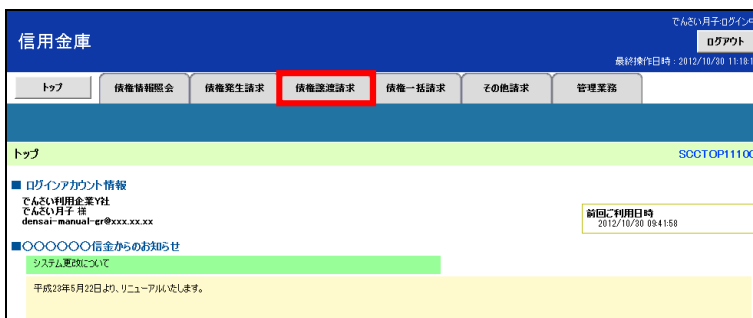 でんさい月子:ログイン中
信用金庫
ログアウト
最終操作日時:2012/10/30 11:18:1
トップ 債権情報照会 債権発生請求 債権譲渡請求 債権一括請求 その他請求 管理業務
トップ SCCTOP11100
■ ログインアカウント情報
でんさい利用企業Y社
でんさい月子 様
densai-manual-gr@xxx.xx.xx
前回ご利用日時
2012/10/30 09:41:58
■〇〇〇〇〇〇信金からのお知らせ
システム更改について
平成23年5月22日より、リニューアルいたします。